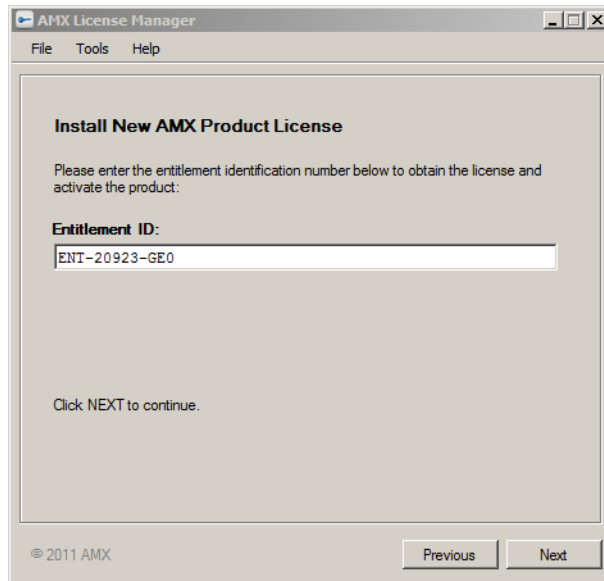 AMX License Manager
File Tools Help
Install New AMX Product License
Please enter the entitlement identification number below to obtain the license and
activate the product:
Entitlement ID:
ENT-20923-GE0
Click NEXT to continue.
© 2011 AMX
Previous Next